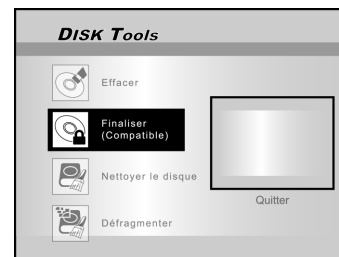 DISK Tools
Effacer
Finaliser
(Compatible)
Nettoyer le disque
Quitter
Défragmenter